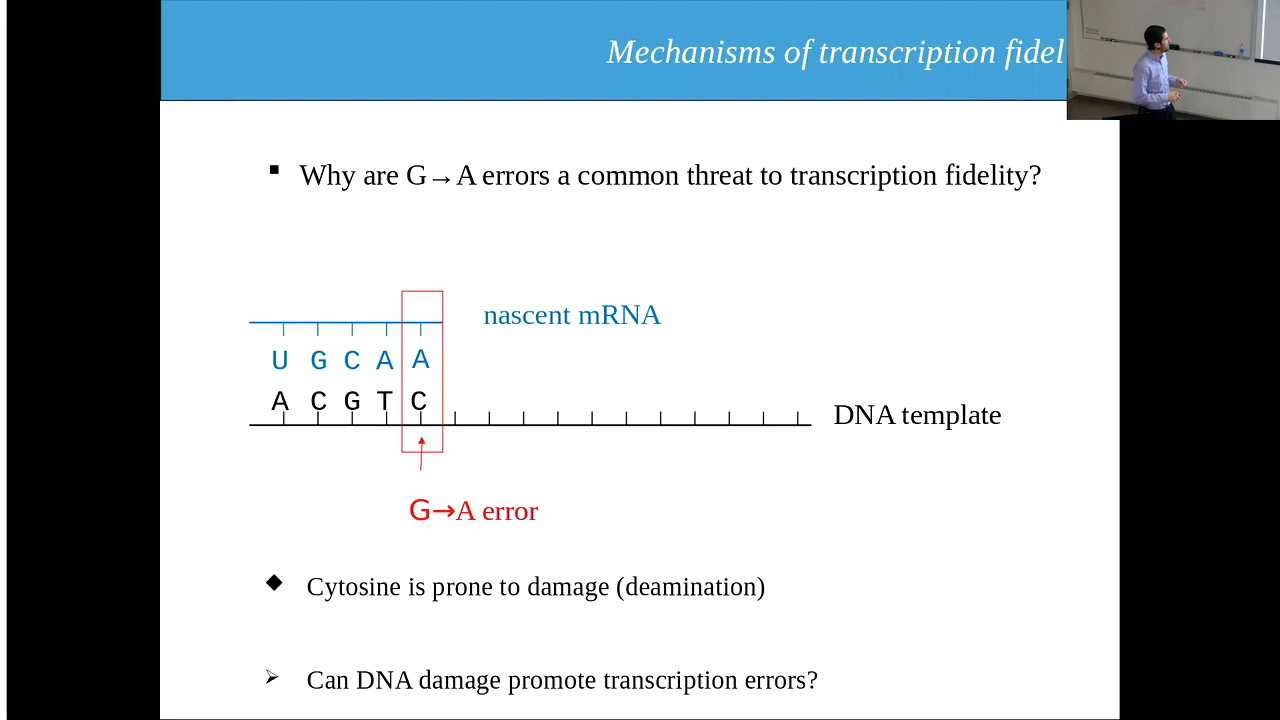 Mechanisms of transcription fidel
▪ Why are G→A errors a common threat to transcription fidelity?
nascent mRNA
U G C A A
A C G T C
DNA template
G→A error
◆ Cytosine is prone to damage (deamination)
➢ Can DNA damage promote transcription errors?